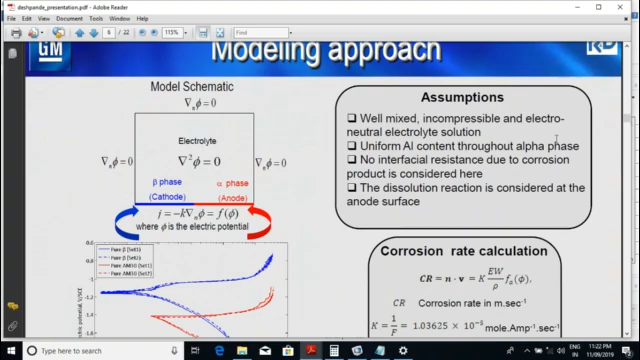 deshpande_presentation.pdf - Adobe Reader
File Edit View Document Tools Window Help
6 / 22 115% Find
GM
Modeling approach
Model Schematic
∇ₙϕ = 0
Electrolyte
∇ₙϕ = 0 ∇²ϕ = 0 ∇ₙϕ = 0
β phase α phase
(Cathode) (Anode)
j = −k∇ₙϕ = f(ϕ)
where ϕ is the electric potential
Assumptions
❑ Well mixed, incompressible and electro-
neutral electrolyte solution
❑ Uniform Al content throughout alpha phase
❑ No interfacial resistance due to corrosion
product is considered here
❑ The dissolution reaction is considered at the
anode surface
Corrosion rate calculation
CR = n · v = K EW/ρ fₐ(ϕ),
CR Corrosion rate in m.sec⁻¹
K = 1/F = 1.03625 × 10⁻⁵ mole.Amp⁻¹.sec⁻¹
Pure β (Set1)
Pure β (Set2)
Pure AM30 (Set1)
Pure AM30 (Set2)
Type here to search
ENG 11:22 PM
IN 11/09/2019